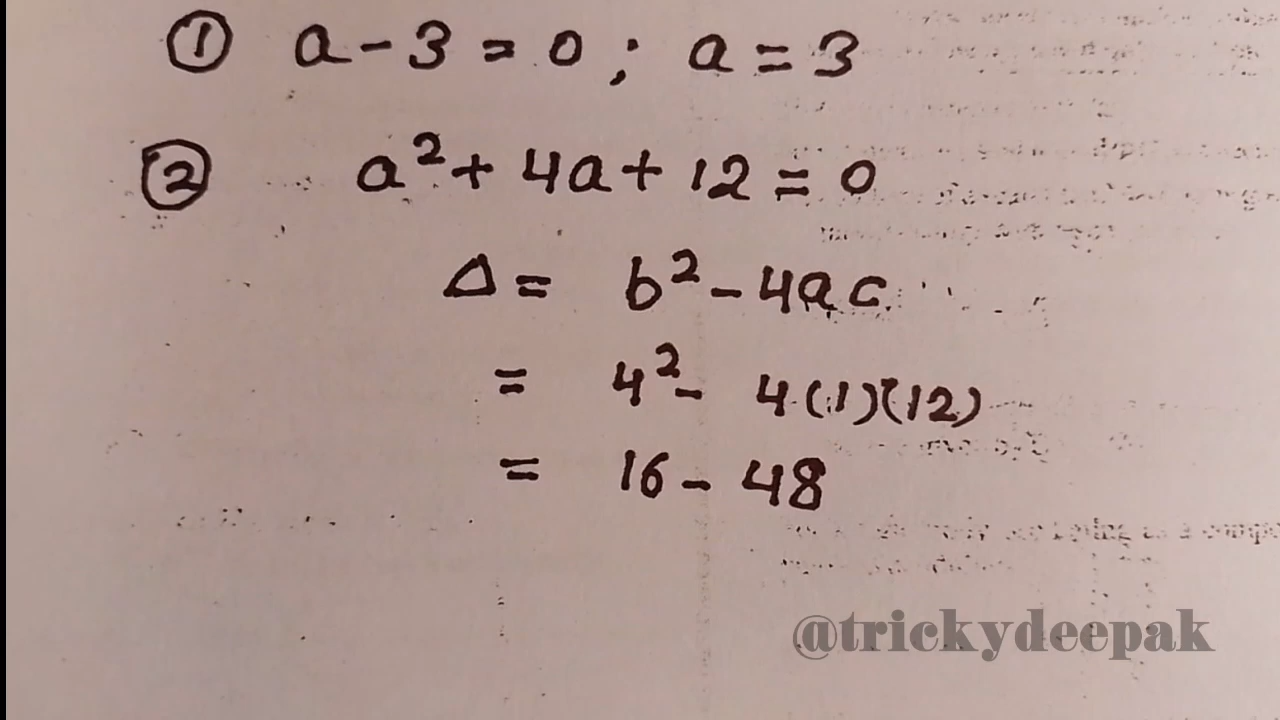 ① a - 3 = 0 ; a = 3
② a² + 4a + 12 = 0
Δ = b² - 4ac
= 4² - 4(1)(12)
= 16 - 48
@trickydeepak